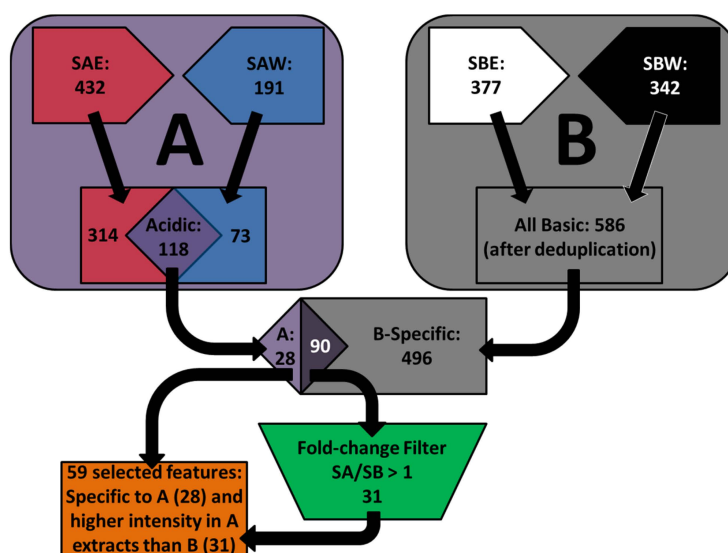 SAE:
432
SAW:
191
A
314
Acidic:
118
73
SBE:
377
SBW:
342
B
All Basic: 586
(after deduplication)
A:
28
90
B-Specific:
496
Fold-change Filter
SA/SB > 1
31
59 selected features:
Specific to A (28) and
higher intensity in A
extracts than B (31)